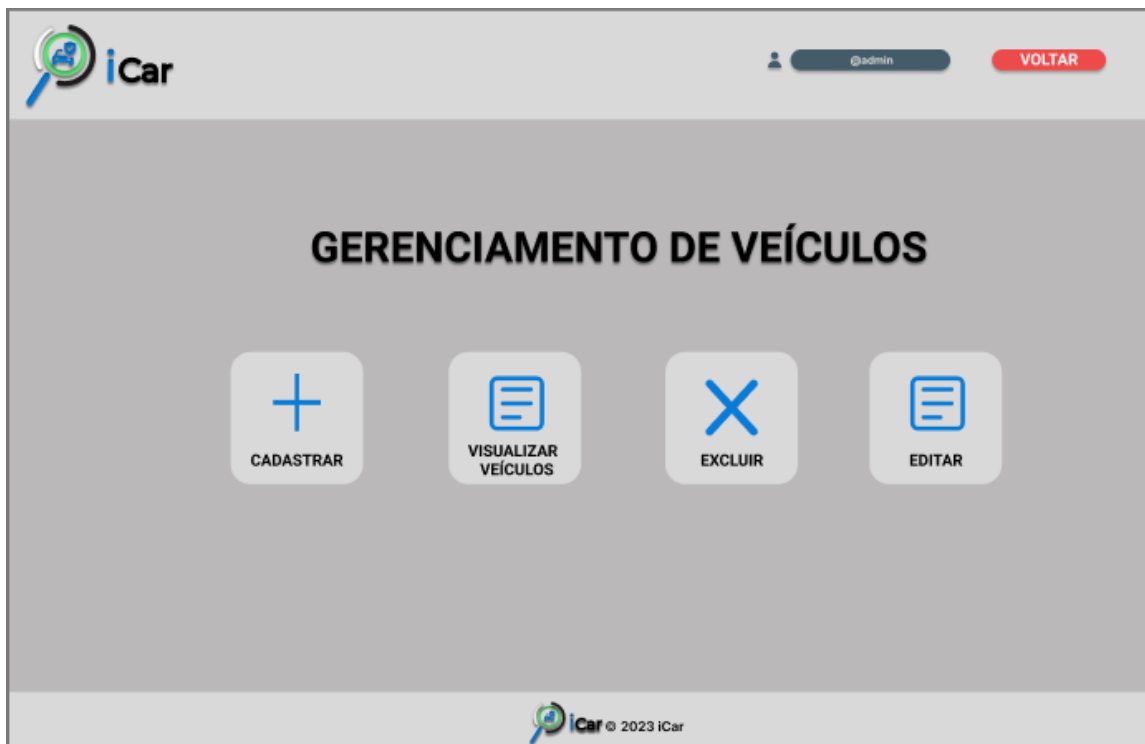 iCar
@admin
VOLTAR
GERENCIAMENTO DE VEÍCULOS
CADASTRAR
VISUALIZAR
VEÍCULOS
EXCLUIR
EDITAR
iCar © 2023 iCar